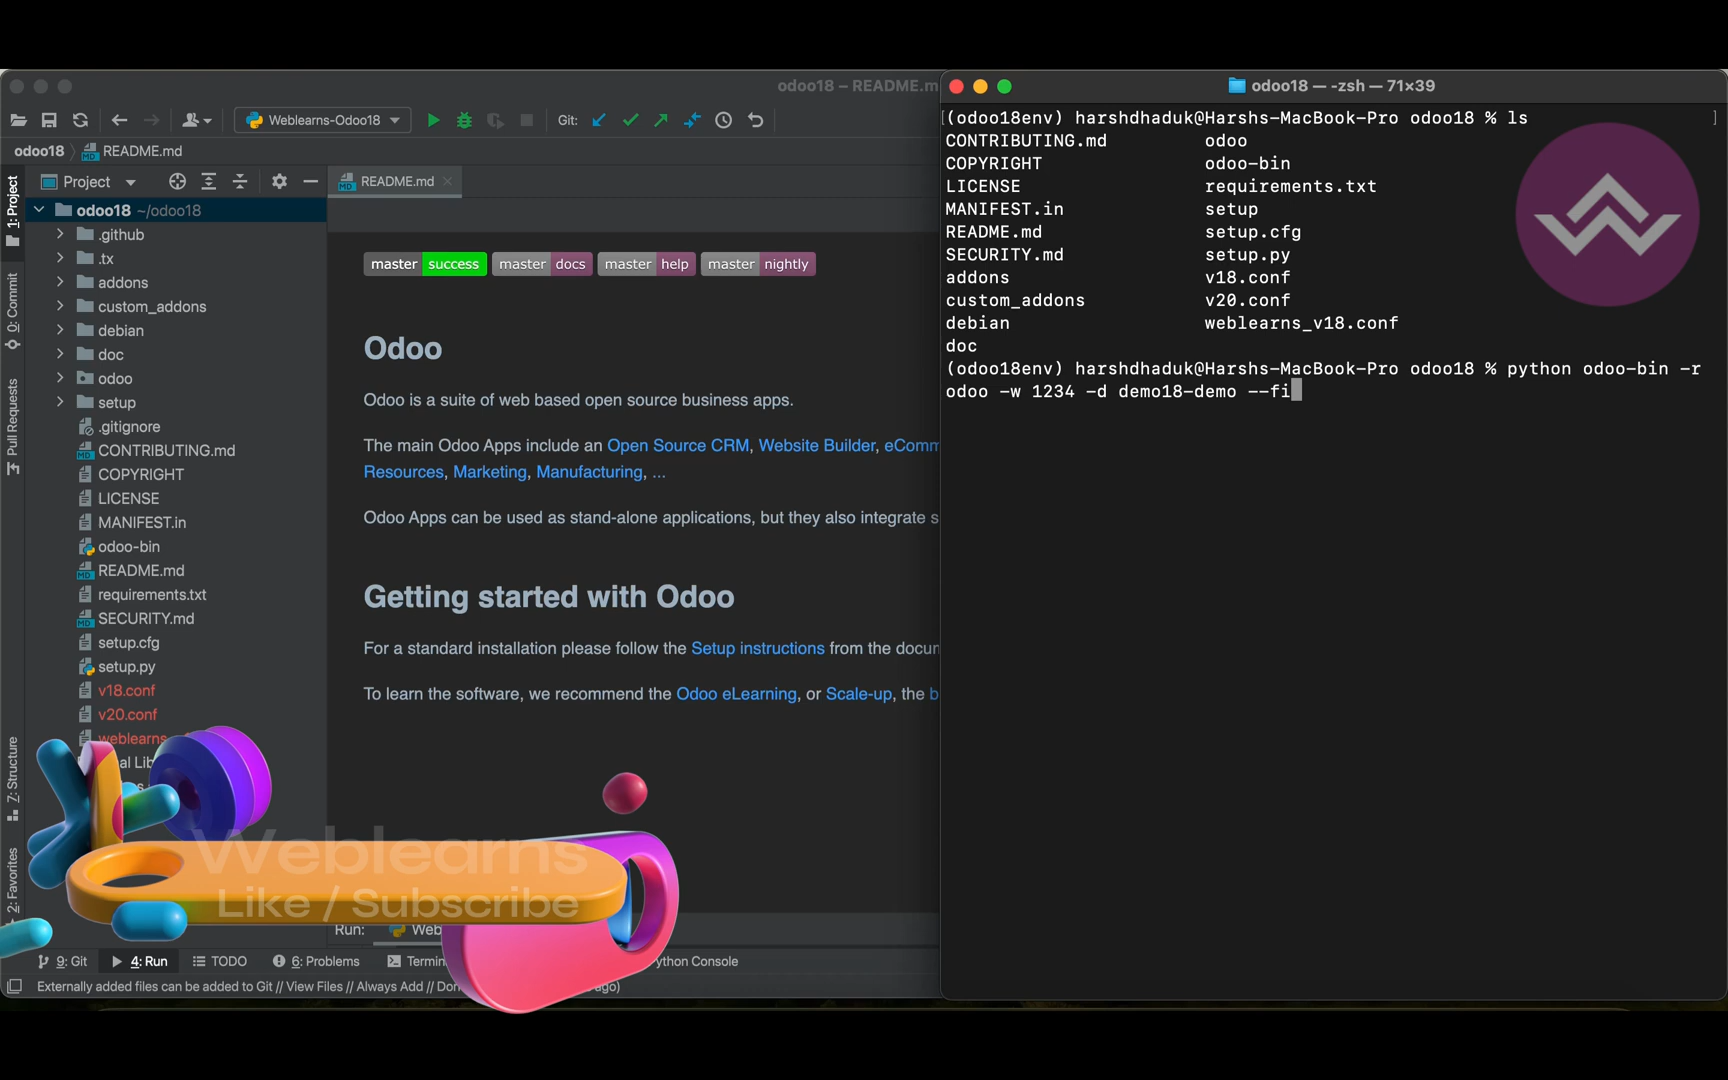 odoo18 – README.m
odoo18 — -zsh — 71×39
Weblearns-Odoo18
Git:
odoo18
README.md
Project
README.md
1: Project
0: Commit
Pull Requests
7: Structure
2: Favorites
odoo18 ~/odoo18
.github
.tx
addons
custom_addons
debian
doc
odoo
setup
.gitignore
CONTRIBUTING.md
COPYRIGHT
LICENSE
MANIFEST.in
odoo-bin
README.md
requirements.txt
SECURITY.md
setup.cfg
setup.py
v18.conf
v20.conf
weblearns
al Lib
master success master docs master help master nightly
Odoo
Odoo is a suite of web based open source business apps.
The main Odoo Apps include an Open Source CRM, Website Builder, eComm
Resources, Marketing, Manufacturing, ...
Odoo Apps can be used as stand-alone applications, but they also integrate s
Getting started with Odoo
For a standard installation please follow the Setup instructions from the docun
To learn the software, we recommend the Odoo eLearning, or Scale-up, the b
[(odoo18env) harshdhaduk@Harshs-MacBook-Pro odoo18 % ls ]
CONTRIBUTING.md odoo
COPYRIGHT odoo-bin
LICENSE requirements.txt
MANIFEST.in setup
README.md setup.cfg
SECURITY.md setup.py
addons v18.conf
custom_addons v20.conf
debian weblearns_v18.conf
doc
(odoo18env) harshdhaduk@Harshs-MacBook-Pro odoo18 % python odoo-bin -r
odoo -w 1234 -d demo18-demo --fi
Weblearns
Like / Subscribe
Run: Web
9: Git 4: Run TODO 6: Problems Termin ython Console
Externally added files can be added to Git // View Files // Always Add // Don ago)